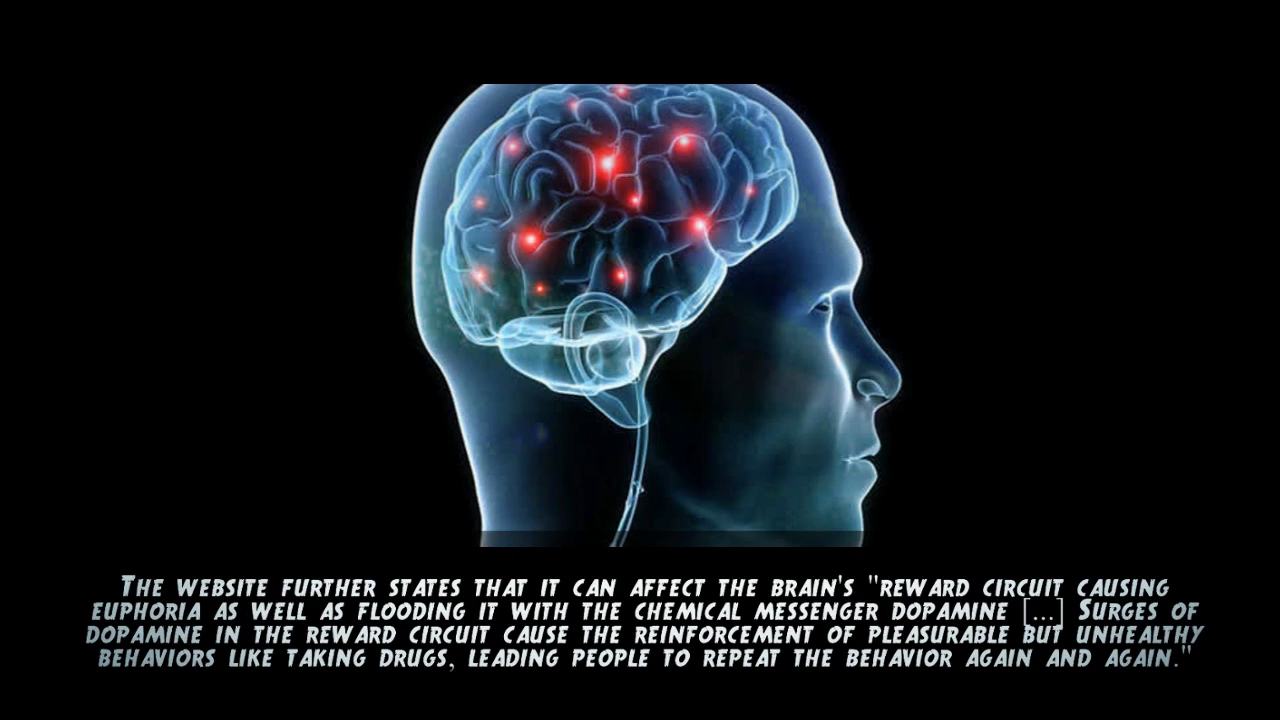 The website further states that it can affect the brain's "reward circuit causing
euphoria as well as flooding it with the chemical messenger dopamine [...] Surges of
dopamine in the reward circuit cause the reinforcement of pleasurable but unhealthy
behaviors like taking drugs, leading people to repeat the behavior again and again."